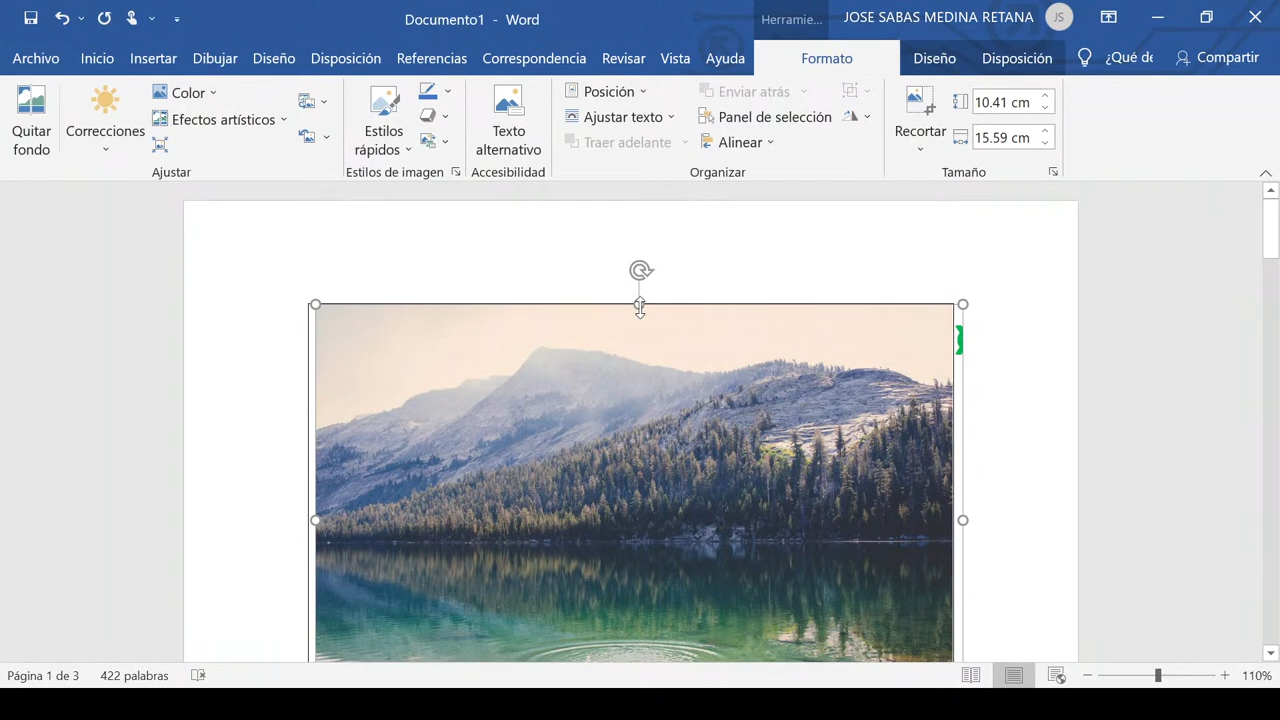 Documento1 - Word
Herramie...
JOSE SABAS MEDINA RETANA
JS
Archivo
Inicio
Insertar
Dibujar
Diseño
Disposición
Referencias
Correspondencia
Revisar
Vista
Ayuda
Formato
Diseño
Disposición
¿Qué de
Compartir
Quitar fondo
Correcciones
Color
Efectos artísticos
Ajustar
Estilos rápidos
Estilos de imagen
Texto alternativo
Accesibilidad
Posición
Ajustar texto
Traer adelante
Enviar atrás
Panel de selección
Alinear
Organizar
Recortar
10.41 cm
15.59 cm
Tamaño
Página 1 de 3
422 palabras
110%